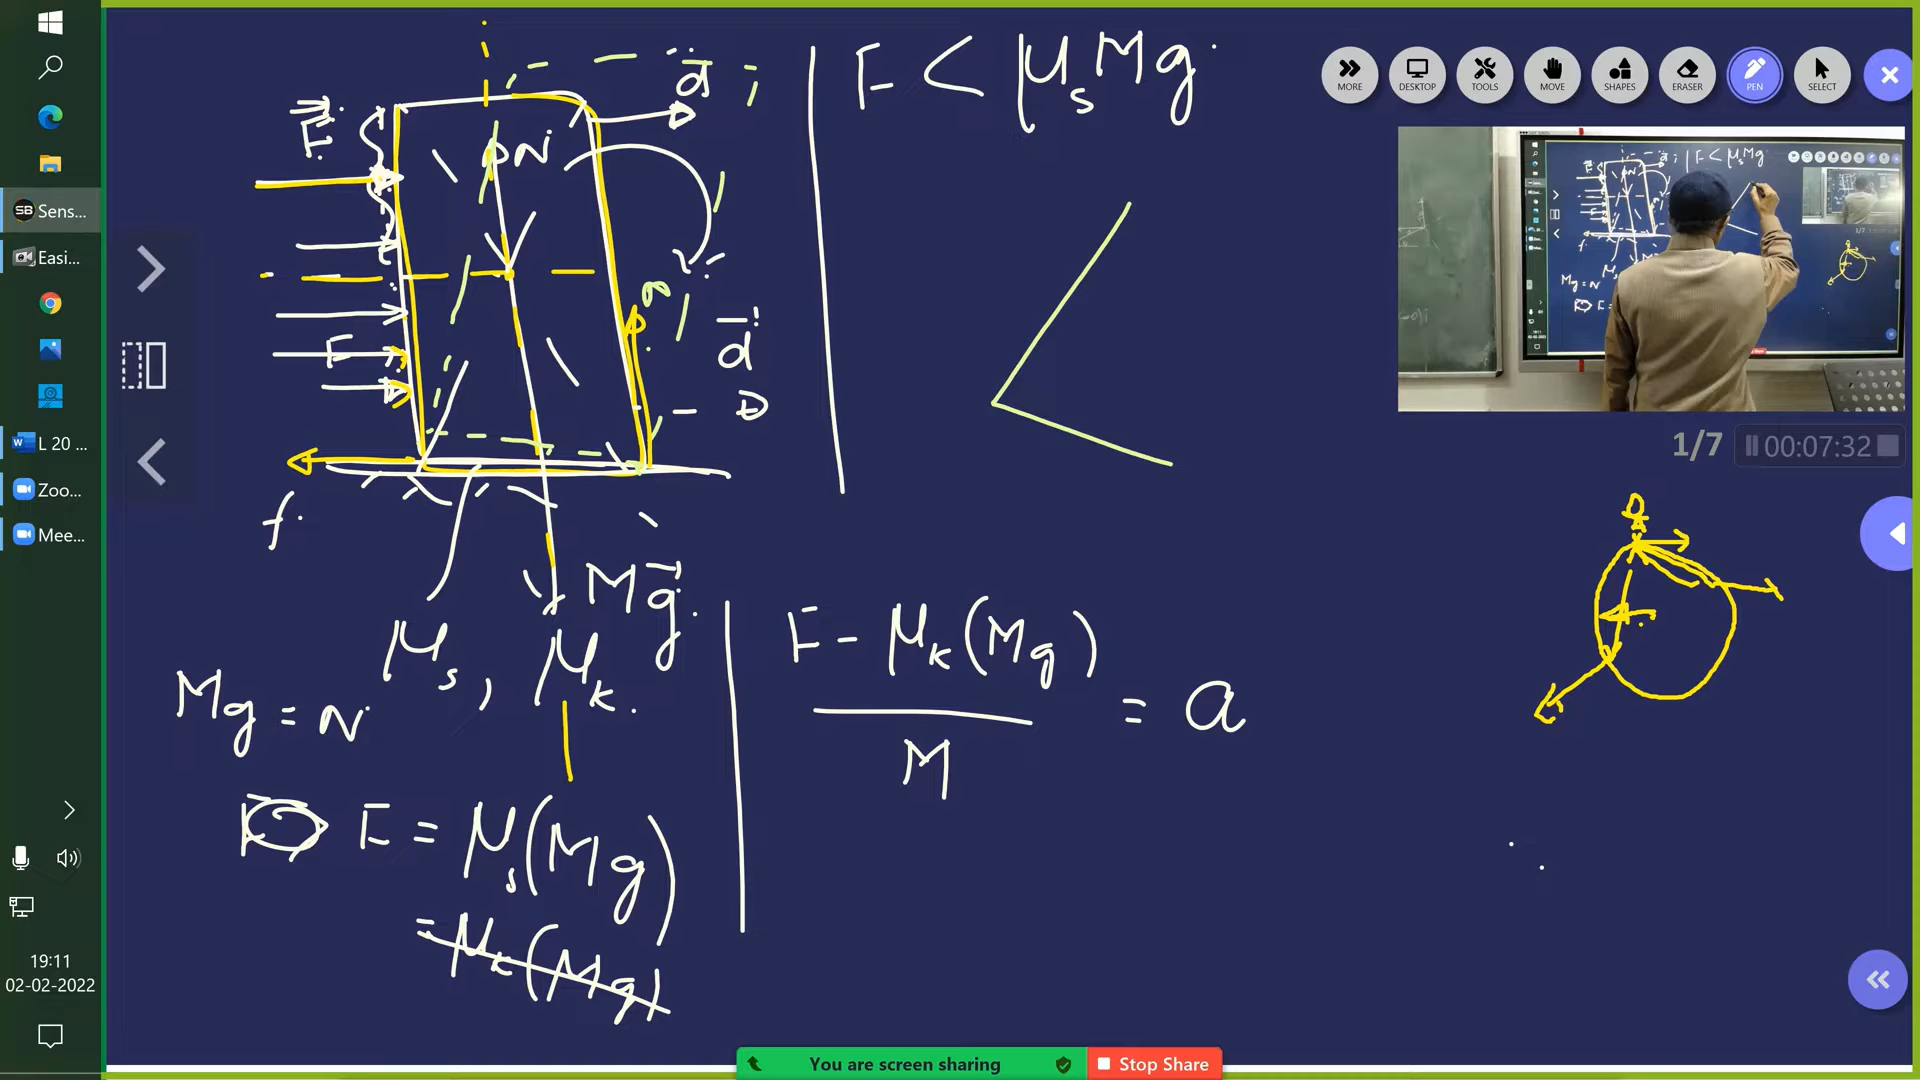 MORE
DESKTOP
TOOLS
MOVE
SHAPES
ERASER
PEN
SELECT
Sens...
Easi...
L 20 ...
Zoo...
Mee...
19:11
02-02-2022
F
a
N
F
d
N
f
Mg
μs, μk
Mg = N
F = μs(Mg)
= μk(Mg)
F < μsMg
F - μk(Mg)
M
= a
1/7
00:07:32
You are screen sharing
Stop Share